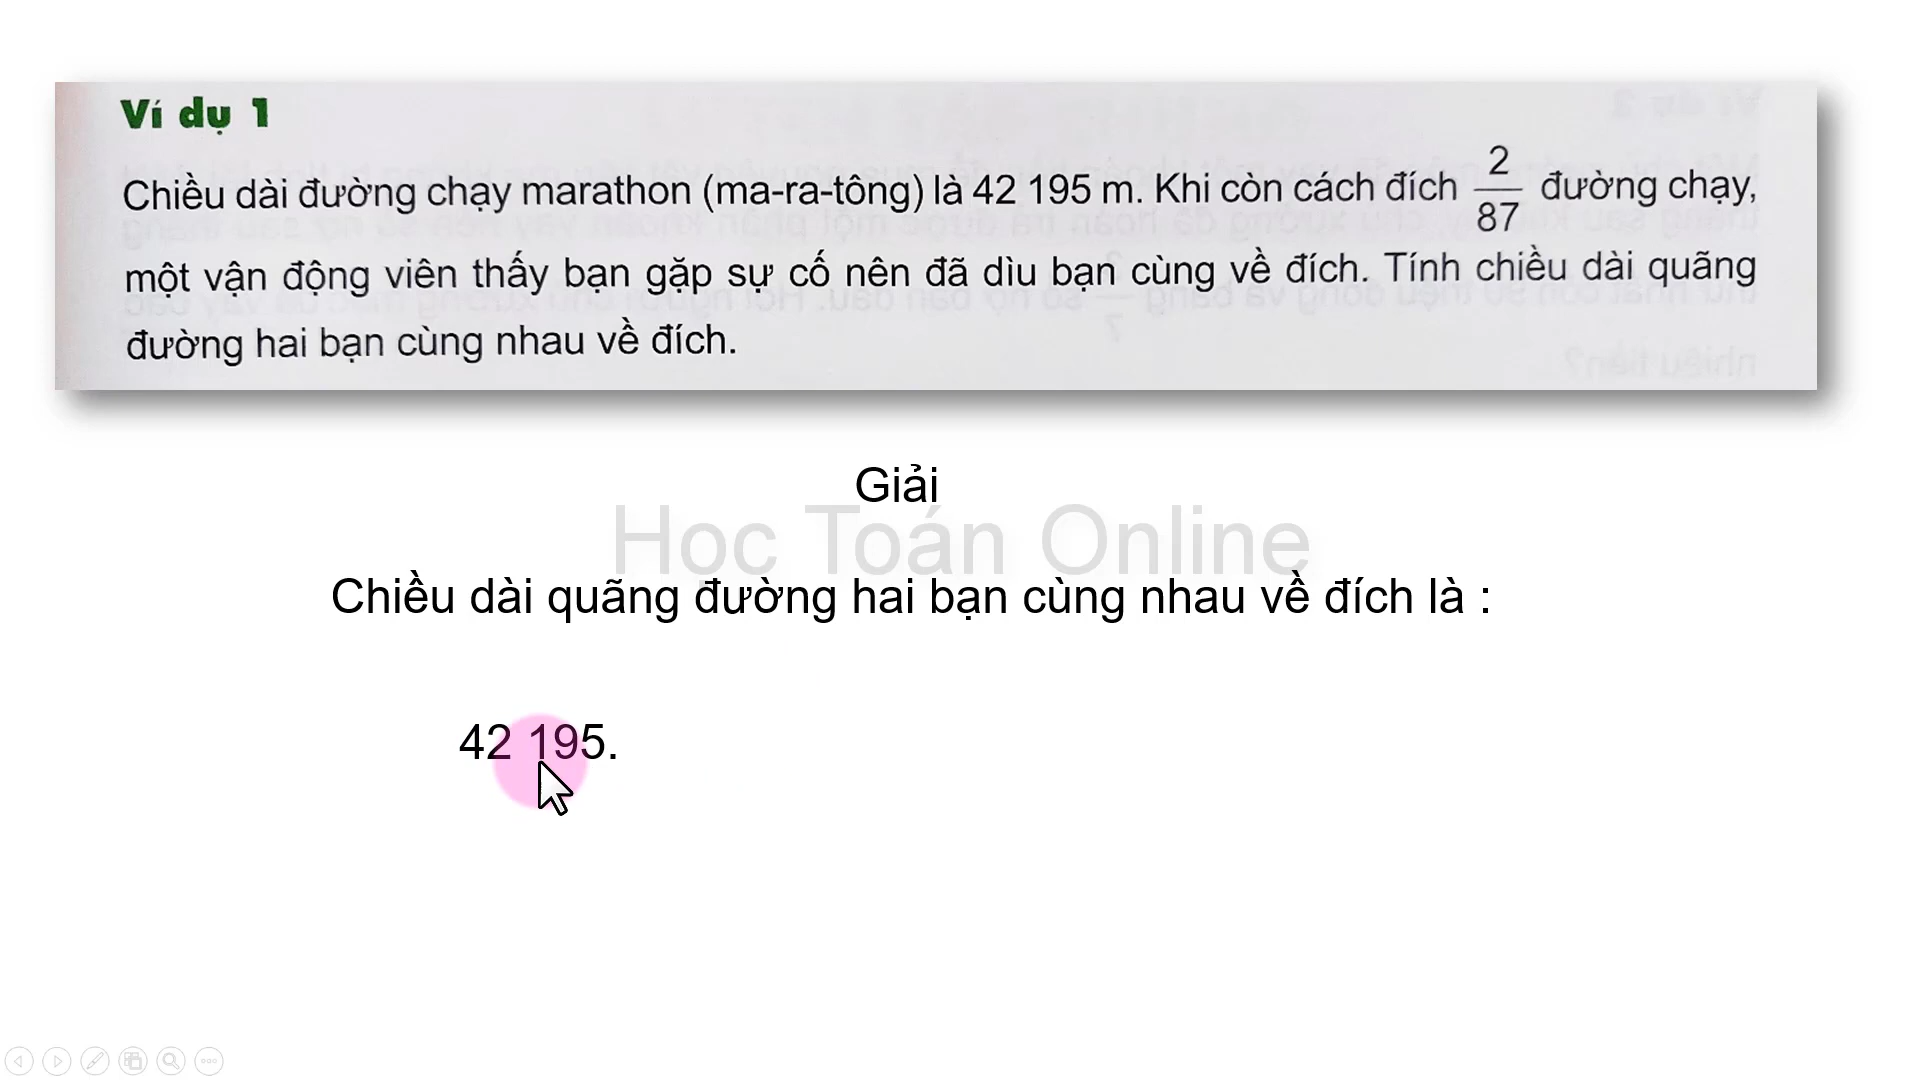 Ví dụ 1
Chiều dài đường chạy marathon (ma-ra-tông) là 42 195 m. Khi còn cách đích 2/87 đường chạy,
một vận động viên thấy bạn gặp sự cố nên đã dìu bạn cùng về đích. Tính chiều dài quãng
đường hai bạn cùng nhau về đích.
Giải
Học Toán Online
Chiều dài quãng đường hai bạn cùng nhau về đích là :
42 195.